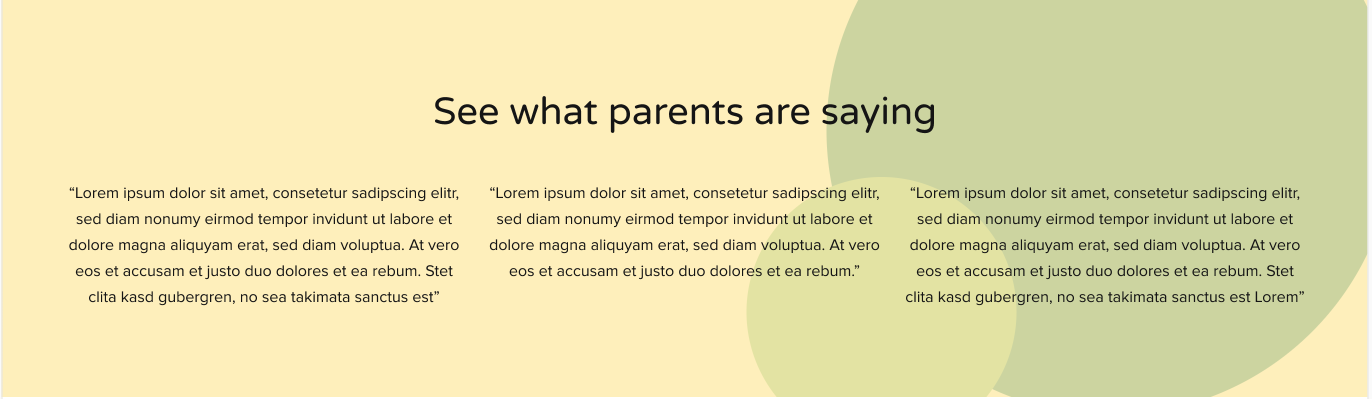 See what parents are saying
“Lorem ipsum dolor sit amet, consetetur sadipscing elitr,
sed diam nonumy eirmod tempor invidunt ut labore et
dolore magna aliquyam erat, sed diam voluptua. At vero
eos et accusam et justo duo dolores et ea rebum. Stet
clita kasd gubergren, no sea takimata sanctus est”
“Lorem ipsum dolor sit amet, consetetur sadipscing elitr,
sed diam nonumy eirmod tempor invidunt ut labore et
dolore magna aliquyam erat, sed diam voluptua. At vero
eos et accusam et justo duo dolores et ea rebum.”
“Lorem ipsum dolor sit amet, consetetur sadipscing elitr,
sed diam nonumy eirmod tempor invidunt ut labore et
dolore magna aliquyam erat, sed diam voluptua. At vero
eos et accusam et justo duo dolores et ea rebum. Stet
clita kasd gubergren, no sea takimata sanctus est Lorem”